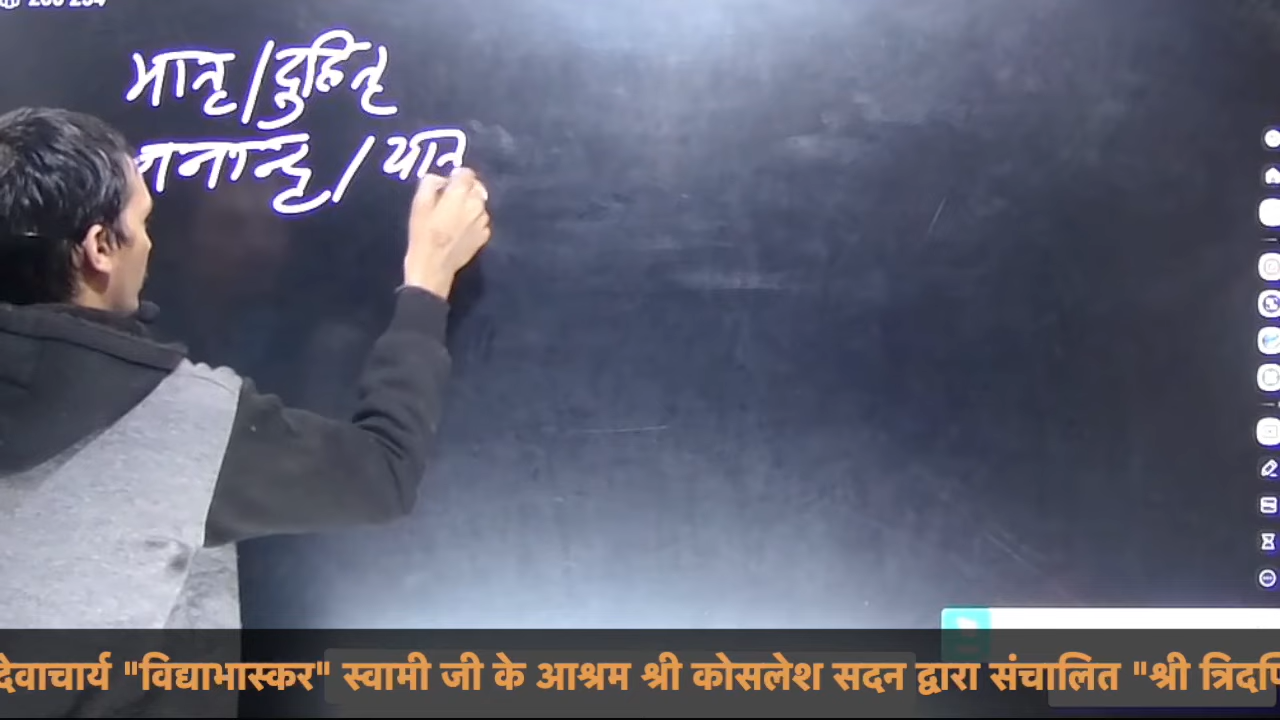 मातृ/दुहितृ
ननान्दृ/यातृ
देवाचार्य "विद्याभास्कर" स्वामी जी के आश्रम श्री कोसलेश सदन द्वारा संचालित "श्री